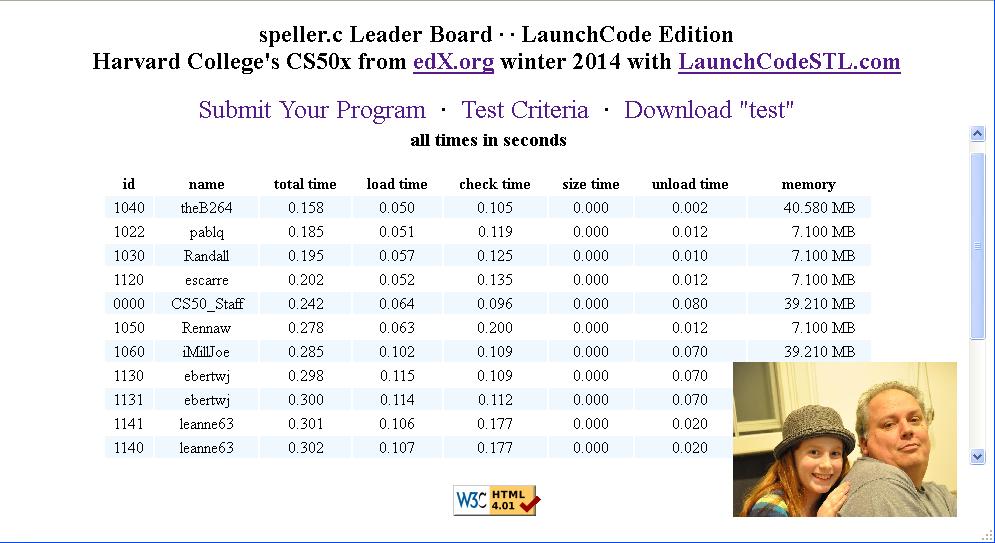 speller.c Leader Board · · LaunchCode Edition
Harvard College's CS50x from edX.org winter 2014 with LaunchCodeSTL.com
Submit Your Program · Test Criteria · Download "test"
all times in seconds
id name total time load time check time size time unload time memory
1040 theB264 0.158 0.050 0.105 0.000 0.002 40.580 MB
1022 pablq 0.185 0.051 0.119 0.000 0.012 7.100 MB
1030 Randall 0.195 0.057 0.125 0.000 0.010 7.100 MB
1120 escarre 0.202 0.052 0.135 0.000 0.012 7.100 MB
0000 CS50_Staff 0.242 0.064 0.096 0.000 0.080 39.210 MB
1050 Rennaw 0.278 0.063 0.200 0.000 0.012 7.100 MB
1060 iMillJoe 0.285 0.102 0.109 0.000 0.070 39.210 MB
1130 ebertwj 0.298 0.115 0.109 0.000 0.070
1131 ebertwj 0.300 0.114 0.112 0.000 0.070
1141 leanne63 0.301 0.106 0.177 0.000 0.020
1140 leanne63 0.302 0.107 0.177 0.000 0.020
W3C HTML 4.01